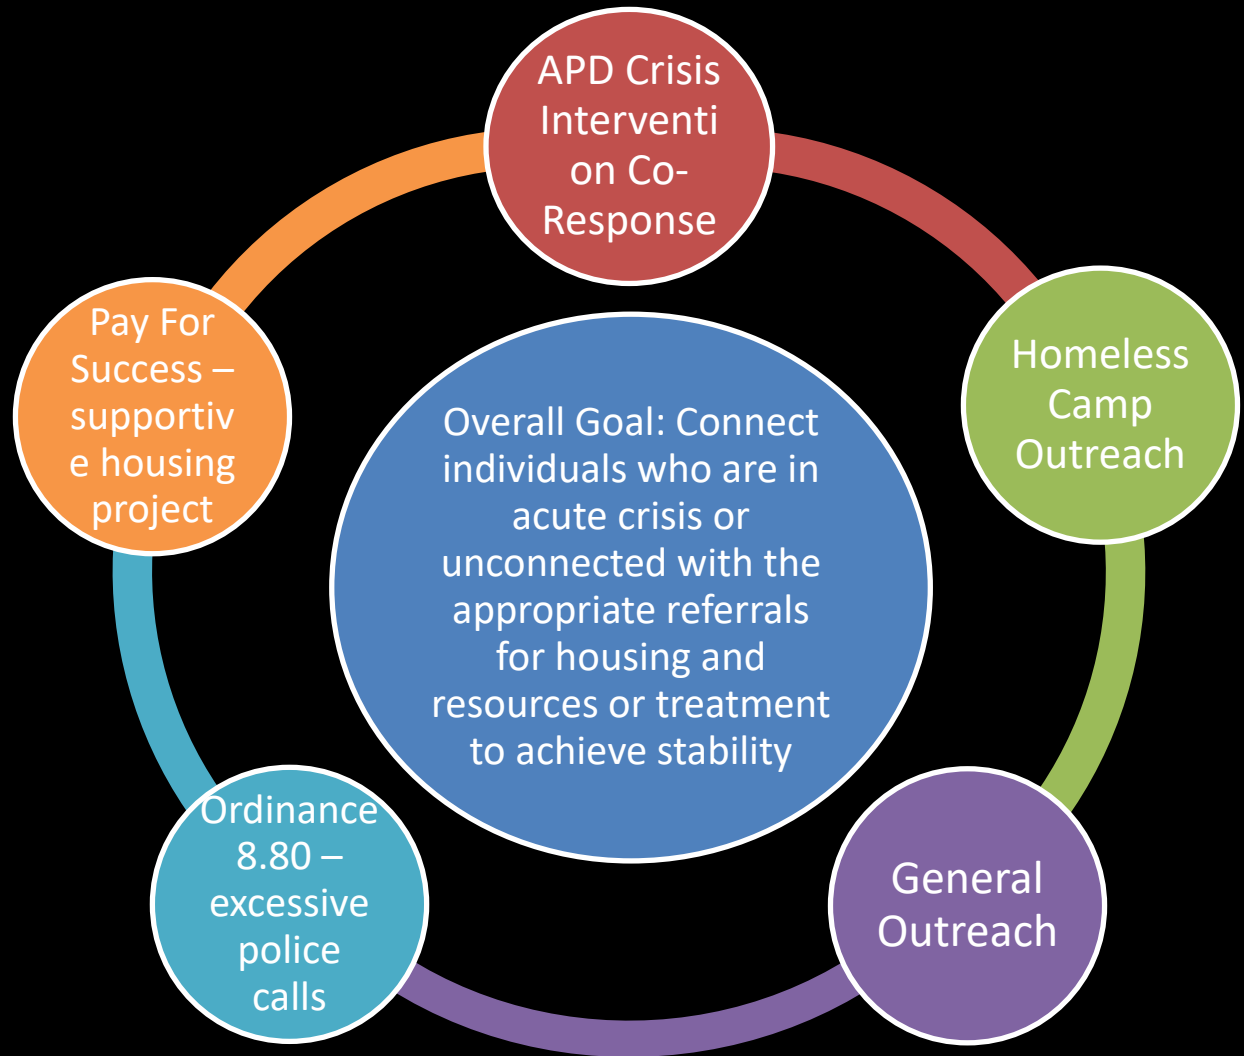 APD Crisis
Interventi
on Co-
Response
Homeless
Camp
Outreach
General
Outreach
Ordinance
8.80 –
excessive
police
calls
Pay For
Success –
supportiv
e housing
project
Overall Goal: Connect
individuals who are in
acute crisis or
unconnected with the
appropriate referrals
for housing and
resources or treatment
to achieve stability